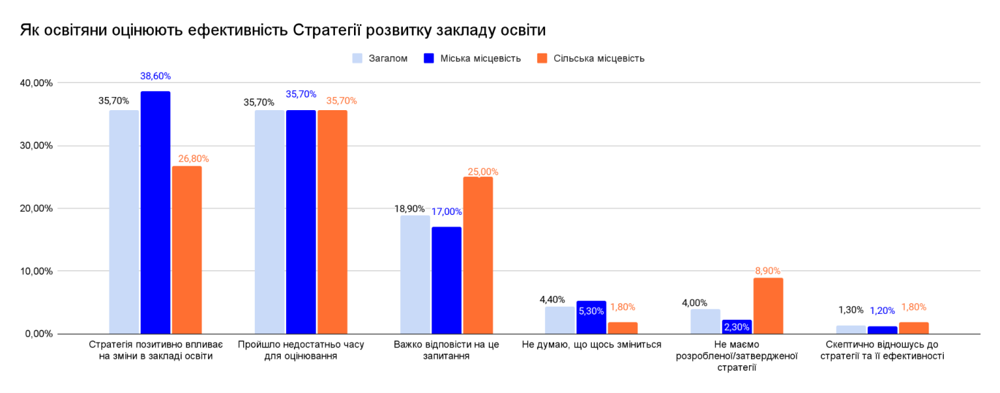 Як освітяни оцінюють ефективність Стратегії розвитку закладу освіти
Загалом Міська місцевість Сільська місцевість
40,00%
30,00%
20,00%
10,00%
0,00%
35,70% 38,60% 26,80%
35,70% 35,70% 35,70%
18,90% 17,00% 25,00%
4,40% 5,30% 1,80%
4,00% 2,30% 8,90%
1,30% 1,20% 1,80%
Стратегія позитивно впливає
на зміни в закладі освіти
Пройшло недостатньо часу
для оцінювання
Важко відповісти на це
запитання
Не думаю, що щось зміниться
Не маємо
розробленої/затвердженої
стратегії
Скептично відношусь до
стратегії та її ефективності